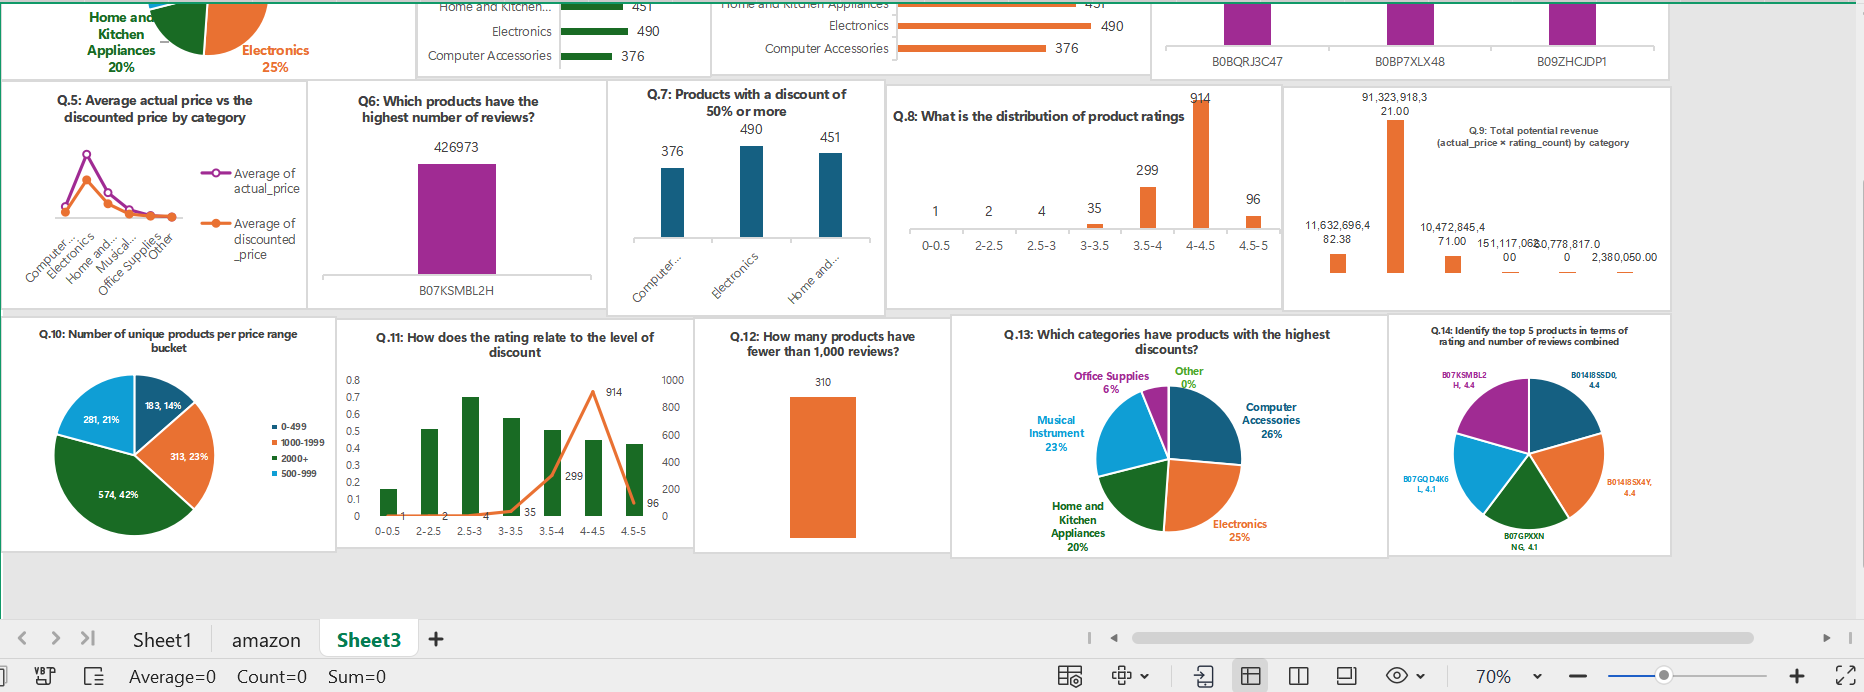 Home and
Kitchen
Appliances
20%
Electronics
25%
Home and Kitchen...
451
Electronics
490
Computer Accessories
376
Home and Kitchen Appliances
451
Electronics
490
Computer Accessories
376
B0BQRJ3C47
B0BP7XLX48
B09ZHCJDP1
Q.5: Average actual price vs the
discounted price by category
Average of
actual_price
Average of
discounted
_price
Computer...
Electronics
Home and...
Musical...
Office Supplies
Other
Q6: Which products have the
highest number of reviews?
426973
B07KSMBL2H
Q.7: Products with a discount of
50% or more
376
490
451
Computer...
Electronics
Home and...
Q.8: What is the distribution of product ratings
1
2
4
35
299
914
96
0-0.5
2-2.5
2.5-3
3-3.5
3.5-4
4-4.5
4.5-5
Q.9: Total potential revenue
(actual_price × rating_count) by category
11,632,696,4
82.38
91,323,918,3
21.00
10,472,845,4
71.00
151,117,062.
00
0,778,817.0
0
2,380,050.00
Q.10: Number of unique products per price range
bucket
183, 14%
313, 23%
574, 42%
281, 21%
0-499
1000-1999
2000+
500-999
Q.11: How does the rating relate to the level of
discount
0.8
0.7
0.6
0.5
0.4
0.3
0.2
0.1
0
1000
800
600
400
200
0
1
2
4
35
299
914
96
0-0.5
2-2.5
2.5-3
3-3.5
3.5-4
4-4.5
4.5-5
Q.12: How many products have
fewer than 1,000 reviews?
310
Q.13: Which categories have products with the highest
discounts?
Other
0%
Office Supplies
6%
Computer
Accessories
26%
Musical
Instrument
23%
Home and
Kitchen
Appliances
20%
Electronics
25%
Q.14: Identify the top 5 products in terms of
rating and number of reviews combined
B07KSMBL2
H, 4.4
B014I8SSD0,
4.4
B07GQD4K6
L, 4.1
B014I8SX4Y,
4.4
B07GPXXN
NG, 4.1
Sheet1
amazon
Sheet3
Average=0
Count=0
Sum=0
70%